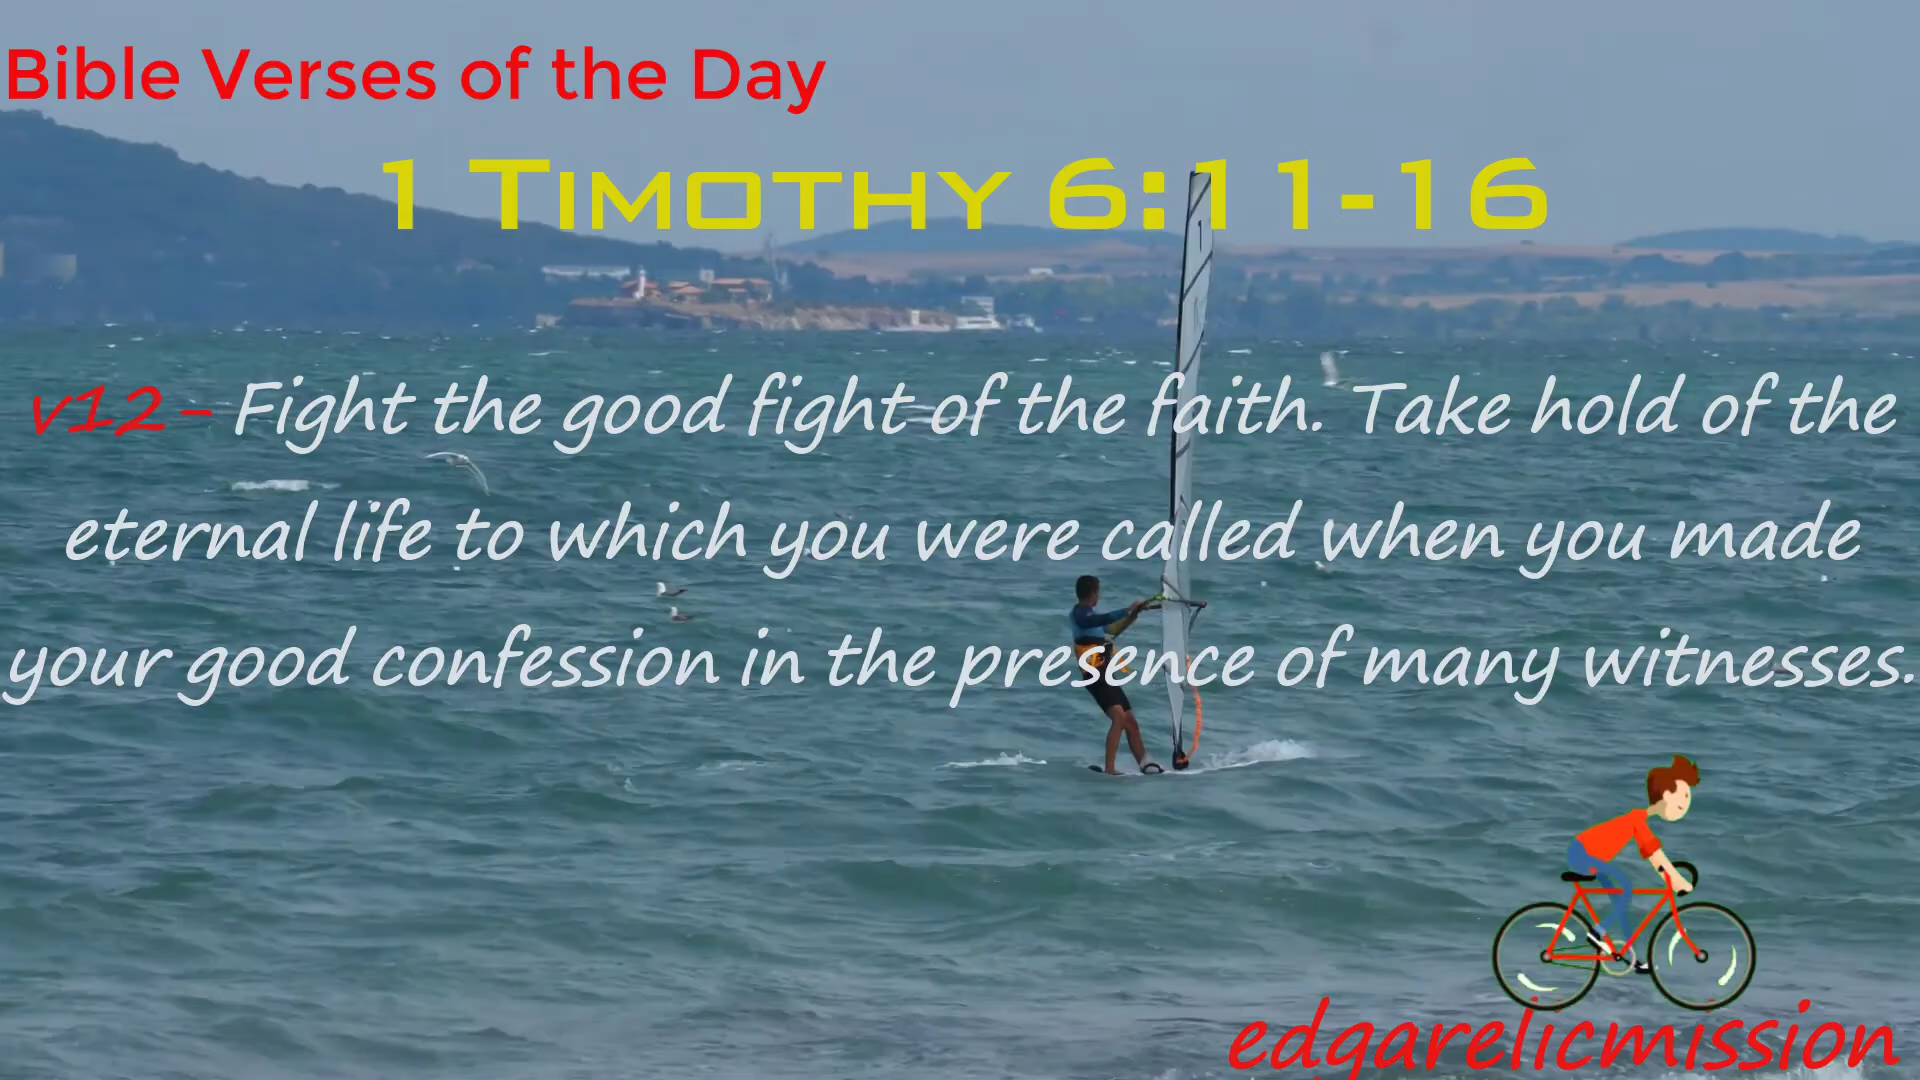 Bible Verses of the Day
1 Timothy 6:11-16
v12 - Fight the good fight of the faith. Take hold of the
eternal life to which you were called when you made
your good confession in the presence of many witnesses.
edgarelicmission